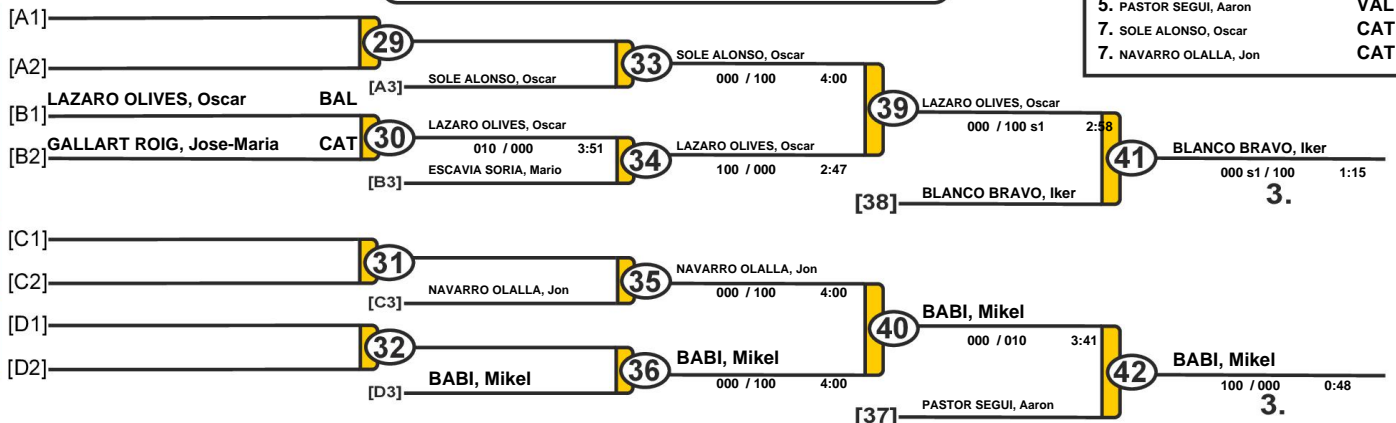 [A1]
5. PASTOR SEGUI, Aaron VAL
7. SOLE ALONSO, Oscar CAT
7. NAVARRO OLALLA, Jon CAT
29
[A2]
[A3] SOLE ALONSO, Oscar
33
SOLE ALONSO, Oscar
000 / 100 4:00
[B1] LAZARO OLIVES, Oscar BAL
[B2] GALLART ROIG, Jose-Maria CAT
30
LAZARO OLIVES, Oscar
010 / 000 3:51
[B3] ESCAVIA SORIA, Mario
34
LAZARO OLIVES, Oscar
100 / 000 2:47
39
LAZARO OLIVES, Oscar
000 / 100 s1 2:58
[38] BLANCO BRAVO, Iker
41
BLANCO BRAVO, Iker
000 s1 / 100 1:15
3.
[C1]
[C2]
31
[C3] NAVARRO OLALLA, Jon
35
NAVARRO OLALLA, Jon
000 / 100 4:00
[D1]
[D2]
32
[D3] BABI, Mikel
36
BABI, Mikel
000 / 100 4:00
40
BABI, Mikel
000 / 010 3:41
[37] PASTOR SEGUI, Aaron
42
BABI, Mikel
100 / 000 0:48
3.